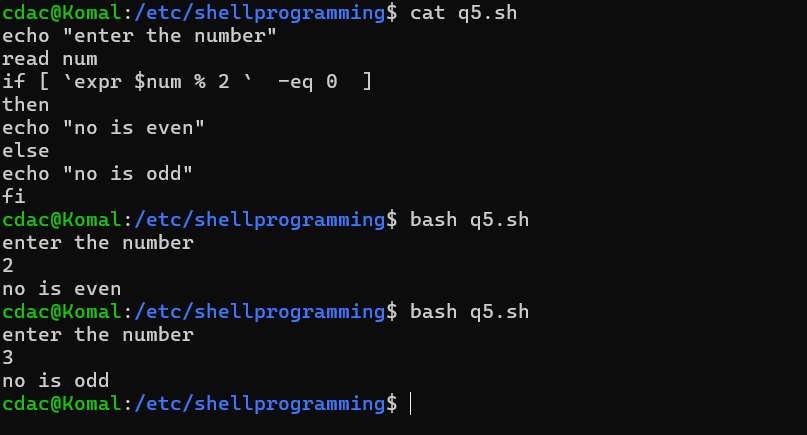 cdac@Komal:/etc/shellprogramming$ cat q5.sh
echo "enter the number"
read num
if [ `expr $num % 2 `  -eq 0  ]
then
echo "no is even"
else
echo "no is odd"
fi
cdac@Komal:/etc/shellprogramming$ bash q5.sh
enter the number
2
no is even
cdac@Komal:/etc/shellprogramming$ bash q5.sh
enter the number
3
no is odd
cdac@Komal:/etc/shellprogramming$